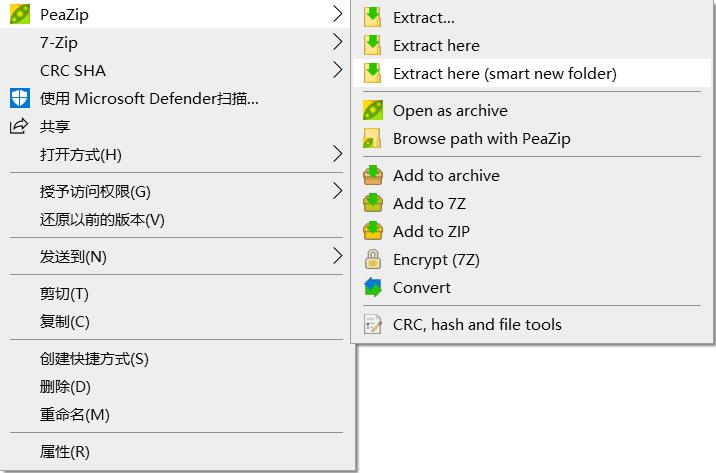 PeaZip
7-Zip
CRC SHA
使用 Microsoft Defender扫描...
共享
打开方式(H)
授予访问权限(G)
还原以前的版本(V)
发送到(N)
剪切(T)
复制(C)
创建快捷方式(S)
删除(D)
重命名(M)
属性(R)
Extract...
Extract here
Extract here (smart new folder)
Open as archive
Browse path with PeaZip
Add to archive
Add to 7Z
Add to ZIP
Encrypt (7Z)
Convert
CRC, hash and file tools